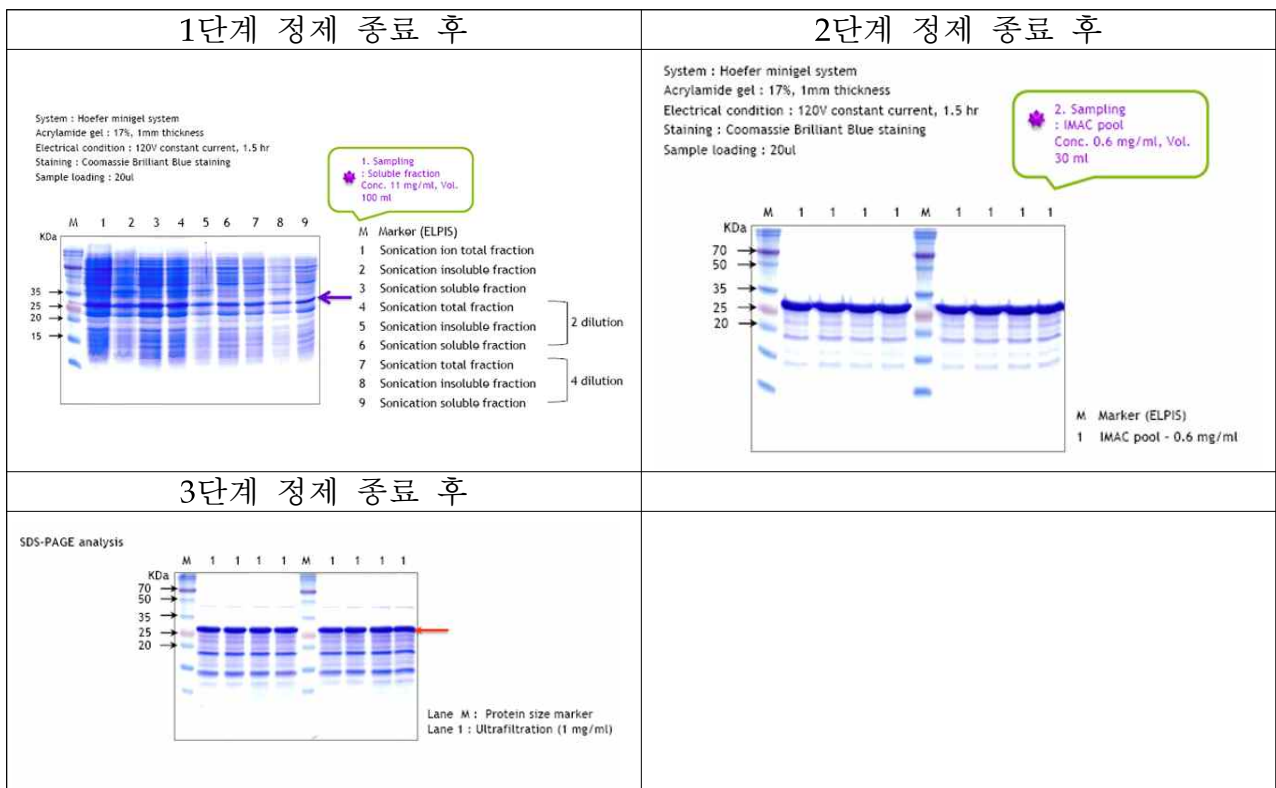 1단계 정제 종료 후
System : Hoefer minigel system
Acrylamide gel : 17%, 1mm thickness
Electrical condition : 120V constant current, 1.5 hr
Staining : Coomassie Brilliant Blue staining
Sample loading : 20ul
1. Sampling
: Soluble fraction
Conc. 11 mg/ml, Vol.
100 ml
M 1 2 3 4 5 6 7 8 9
KDa
35
25
20
15
M Marker (ELPIS)
1 Sonication ion total fraction
2 Sonication insoluble fraction
3 Sonication soluble fraction
4 Sonication total fraction
5 Sonication insoluble fraction
6 Sonication soluble fraction
2 dilution
7 Sonication total fraction
8 Sonication insoluble fraction
9 Sonication soluble fraction
4 dilution
2단계 정제 종료 후
System : Hoefer minigel system
Acrylamide gel : 17%, 1mm thickness
Electrical condition : 120V constant current, 1.5 hr
Staining : Coomassie Brilliant Blue staining
Sample loading : 20ul
2. Sampling
: IMAC pool
Conc. 0.6 mg/ml, Vol.
30 ml
M 1 1 1 1 M 1 1 1 1
KDa
70
50
35
25
20
M Marker (ELPIS)
1 IMAC pool - 0.6 mg/ml
3단계 정제 종료 후
SDS-PAGE analysis
M 1 1 1 1 M 1 1 1 1
KDa
70
50
35
25
20
Lane M : Protein size marker
Lane 1 : Ultrafiltration (1 mg/ml)